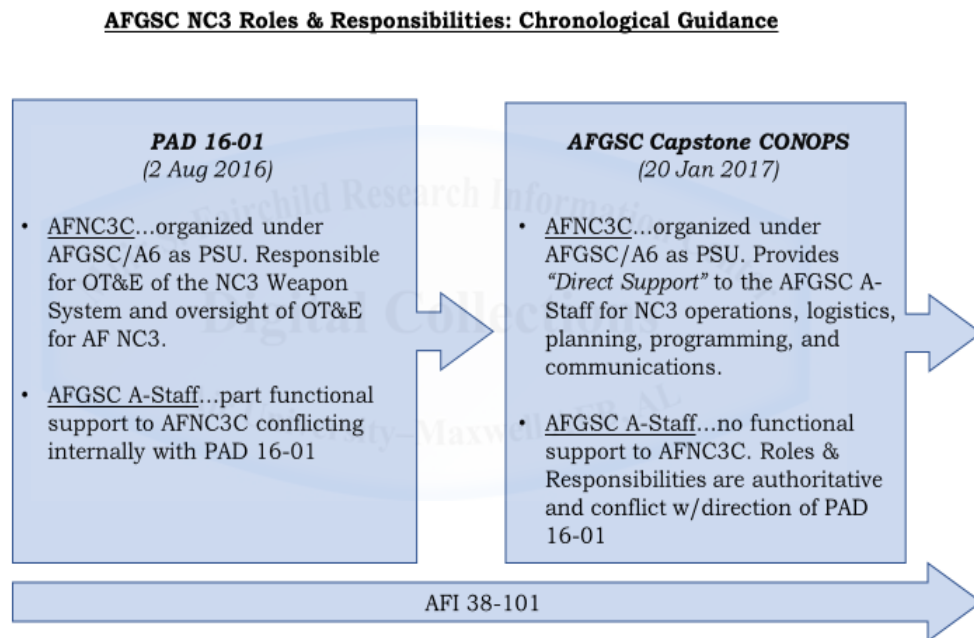 AFGSC NC3 Roles & Responsibilities: Chronological Guidance
PAD 16-01
(2 Aug 2016)
• AFNC3C...organized under
AFGSC/A6 as PSU. Responsible
for OT&E of the NC3 Weapon
System and oversight of OT&E
for AF NC3.
• AFGSC A-Staff...part functional
support to AFNC3C conflicting
internally with PAD 16-01
AFGSC Capstone CONOPS
(20 Jan 2017)
• AFNC3C...organized under
AFGSC/A6 as PSU. Provides
“Direct Support” to the AFGSC A-
Staff for NC3 operations, logistics,
planning, programming, and
communications.
• AFGSC A-Staff...no functional
support to AFNC3C. Roles &
Responsibilities are authoritative
and conflict w/direction of PAD
16-01
AFI 38-101
Fairchild Research Information
Digital Collections